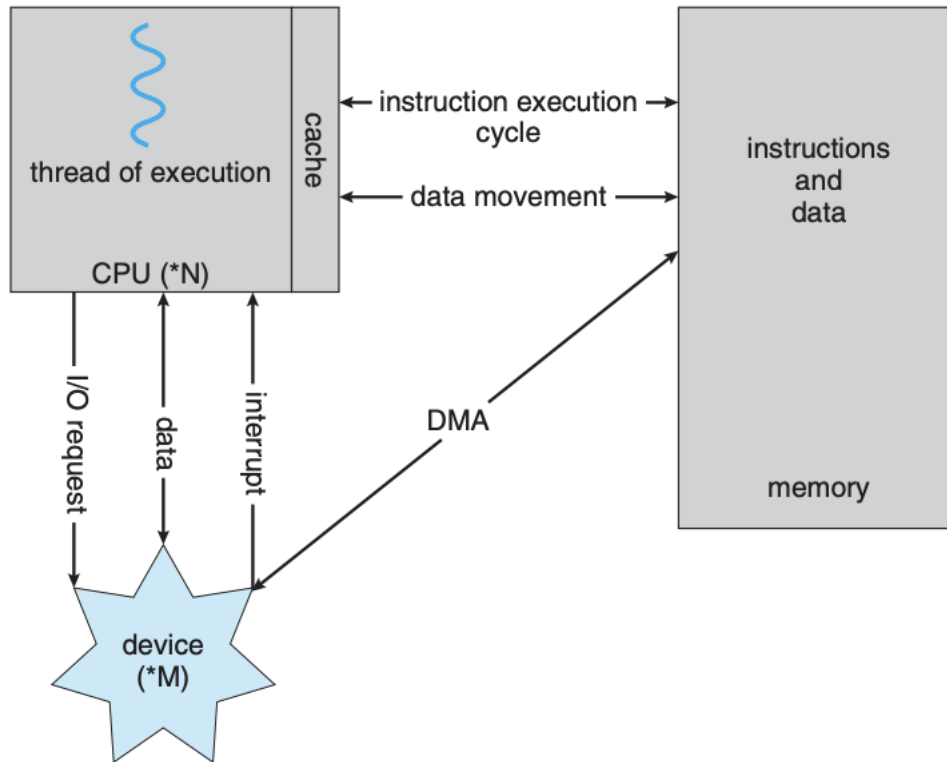 thread of execution
cache
CPU (*N)
instruction execution
cycle
data movement
instructions
and
data
memory
I/O request
data
interrupt
DMA
device
(*M)